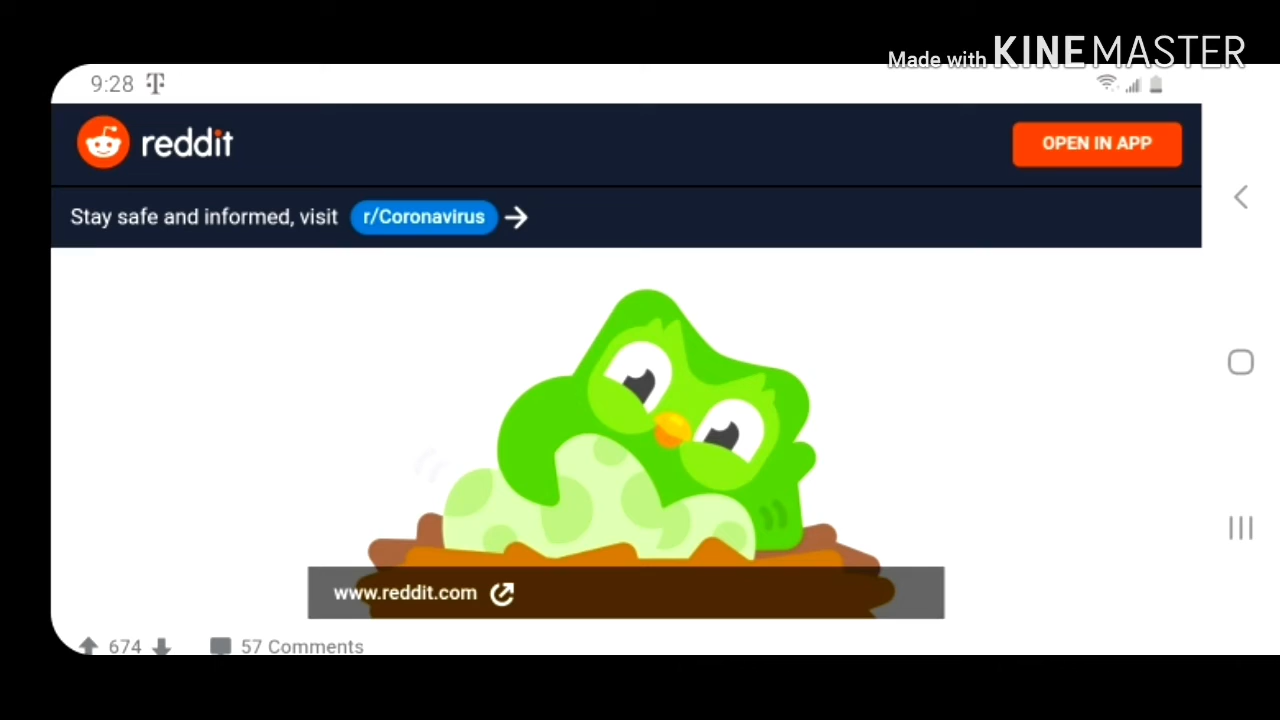 Made with KINEMASTER
9:28
reddit
OPEN IN APP
Stay safe and informed, visit r/Coronavirus
www.reddit.com
674 57 Comments